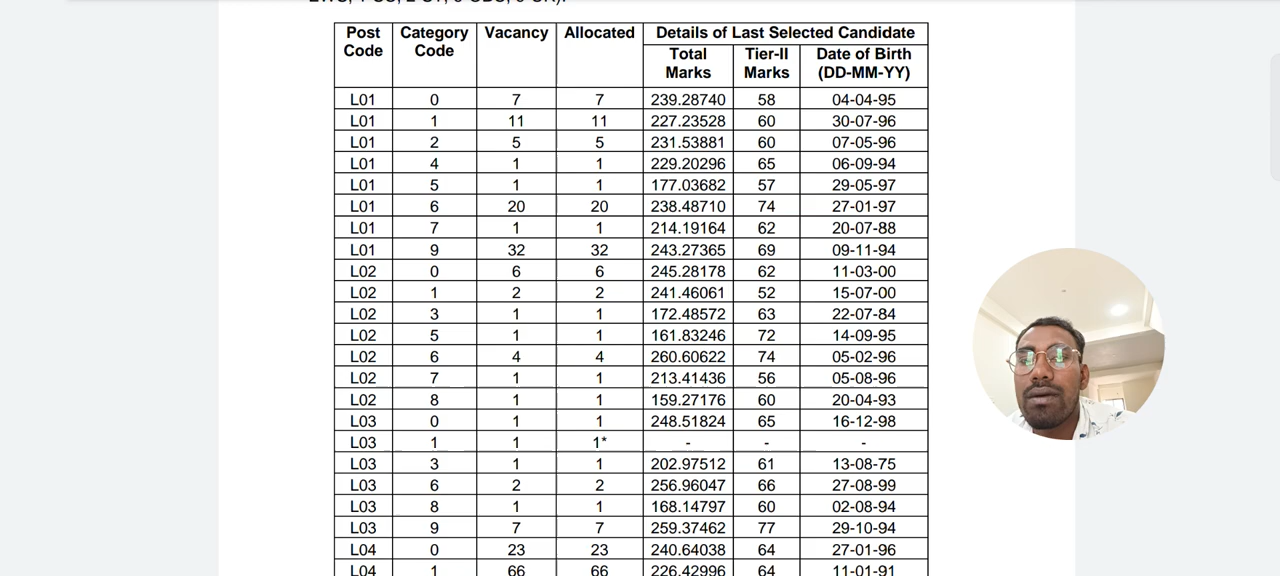 Post Code Category Code Vacancy Allocated Details of Last Selected Candidate
Total Marks Tier-II Marks Date of Birth (DD-MM-YY)
L01 0 7 7 239.28740 58 04-04-95
L01 1 11 11 227.23528 60 30-07-96
L01 2 5 5 231.53881 60 07-05-96
L01 4 1 1 229.20296 65 06-09-94
L01 5 1 1 177.03682 57 29-05-97
L01 6 20 20 238.48710 74 27-01-97
L01 7 1 1 214.19164 62 20-07-88
L01 9 32 32 243.27365 69 09-11-94
L02 0 6 6 245.28178 62 11-03-00
L02 1 2 2 241.46061 52 15-07-00
L02 3 1 1 172.48572 63 22-07-84
L02 5 1 1 161.83246 72 14-09-95
L02 6 4 4 260.60622 74 05-02-96
L02 7 1 1 213.41436 56 05-08-96
L02 8 1 1 159.27176 60 20-04-93
L03 0 1 1 248.51824 65 16-12-98
L03 1 1 1* - - -
L03 3 1 1 202.97512 61 13-08-75
L03 6 2 2 256.96047 66 27-08-99
L03 8 1 1 168.14797 60 02-08-94
L03 9 7 7 259.37462 77 29-10-94
L04 0 23 23 240.64038 64 27-01-96
L04 1 66 66 226.42996 64 11-01-91